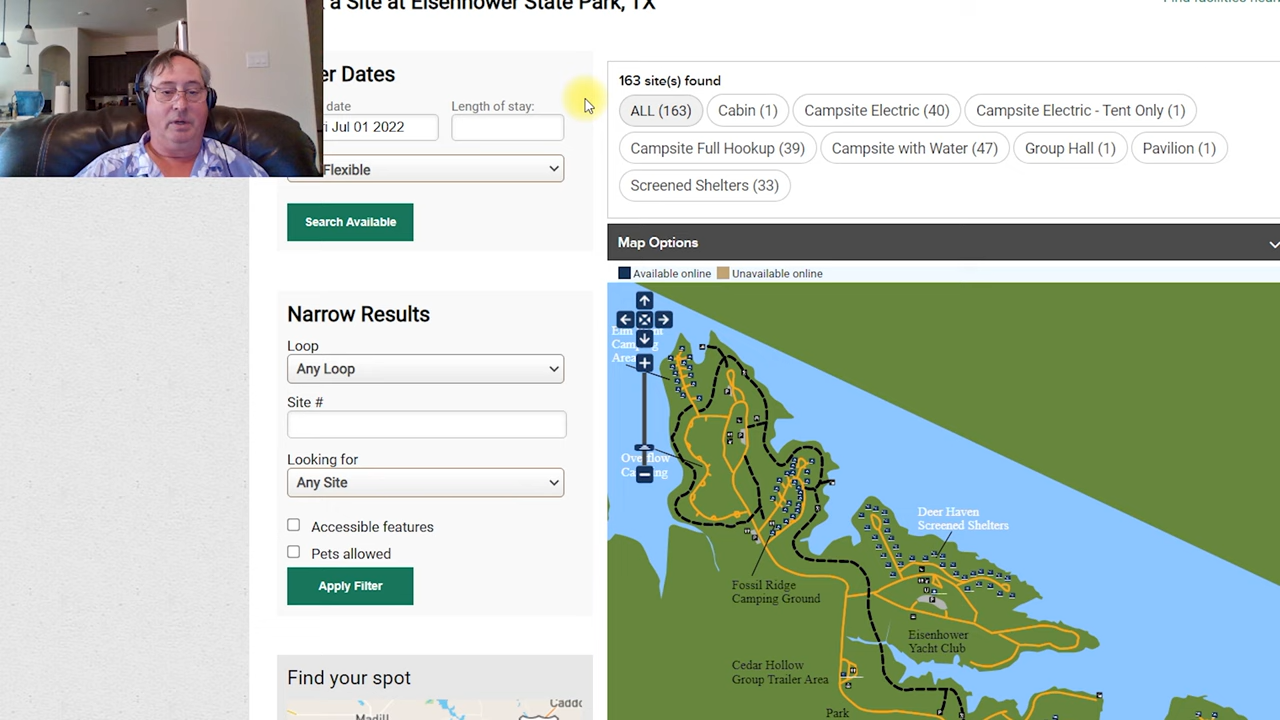 a Site at Eisenhower State Park, TX
er Dates
date
Length of stay:
i Jul 01 2022
Flexible
Search Available
163 site(s) found
ALL (163)
Cabin (1)
Campsite Electric (40)
Campsite Electric - Tent Only (1)
Campsite Full Hookup (39)
Campsite with Water (47)
Group Hall (1)
Pavilion (1)
Screened Shelters (33)
Map Options
Available online
Unavailable online
Narrow Results
Loop
Any Loop
Site #
Looking for
Any Site
Accessible features
Pets allowed
Apply Filter
Find your spot
Madill
Area
Deer Haven
Screened Shelters
Fossil Ridge
Camping Ground
Eisenhower
Yacht Club
Cedar Hollow
Group Trailer Area
Park